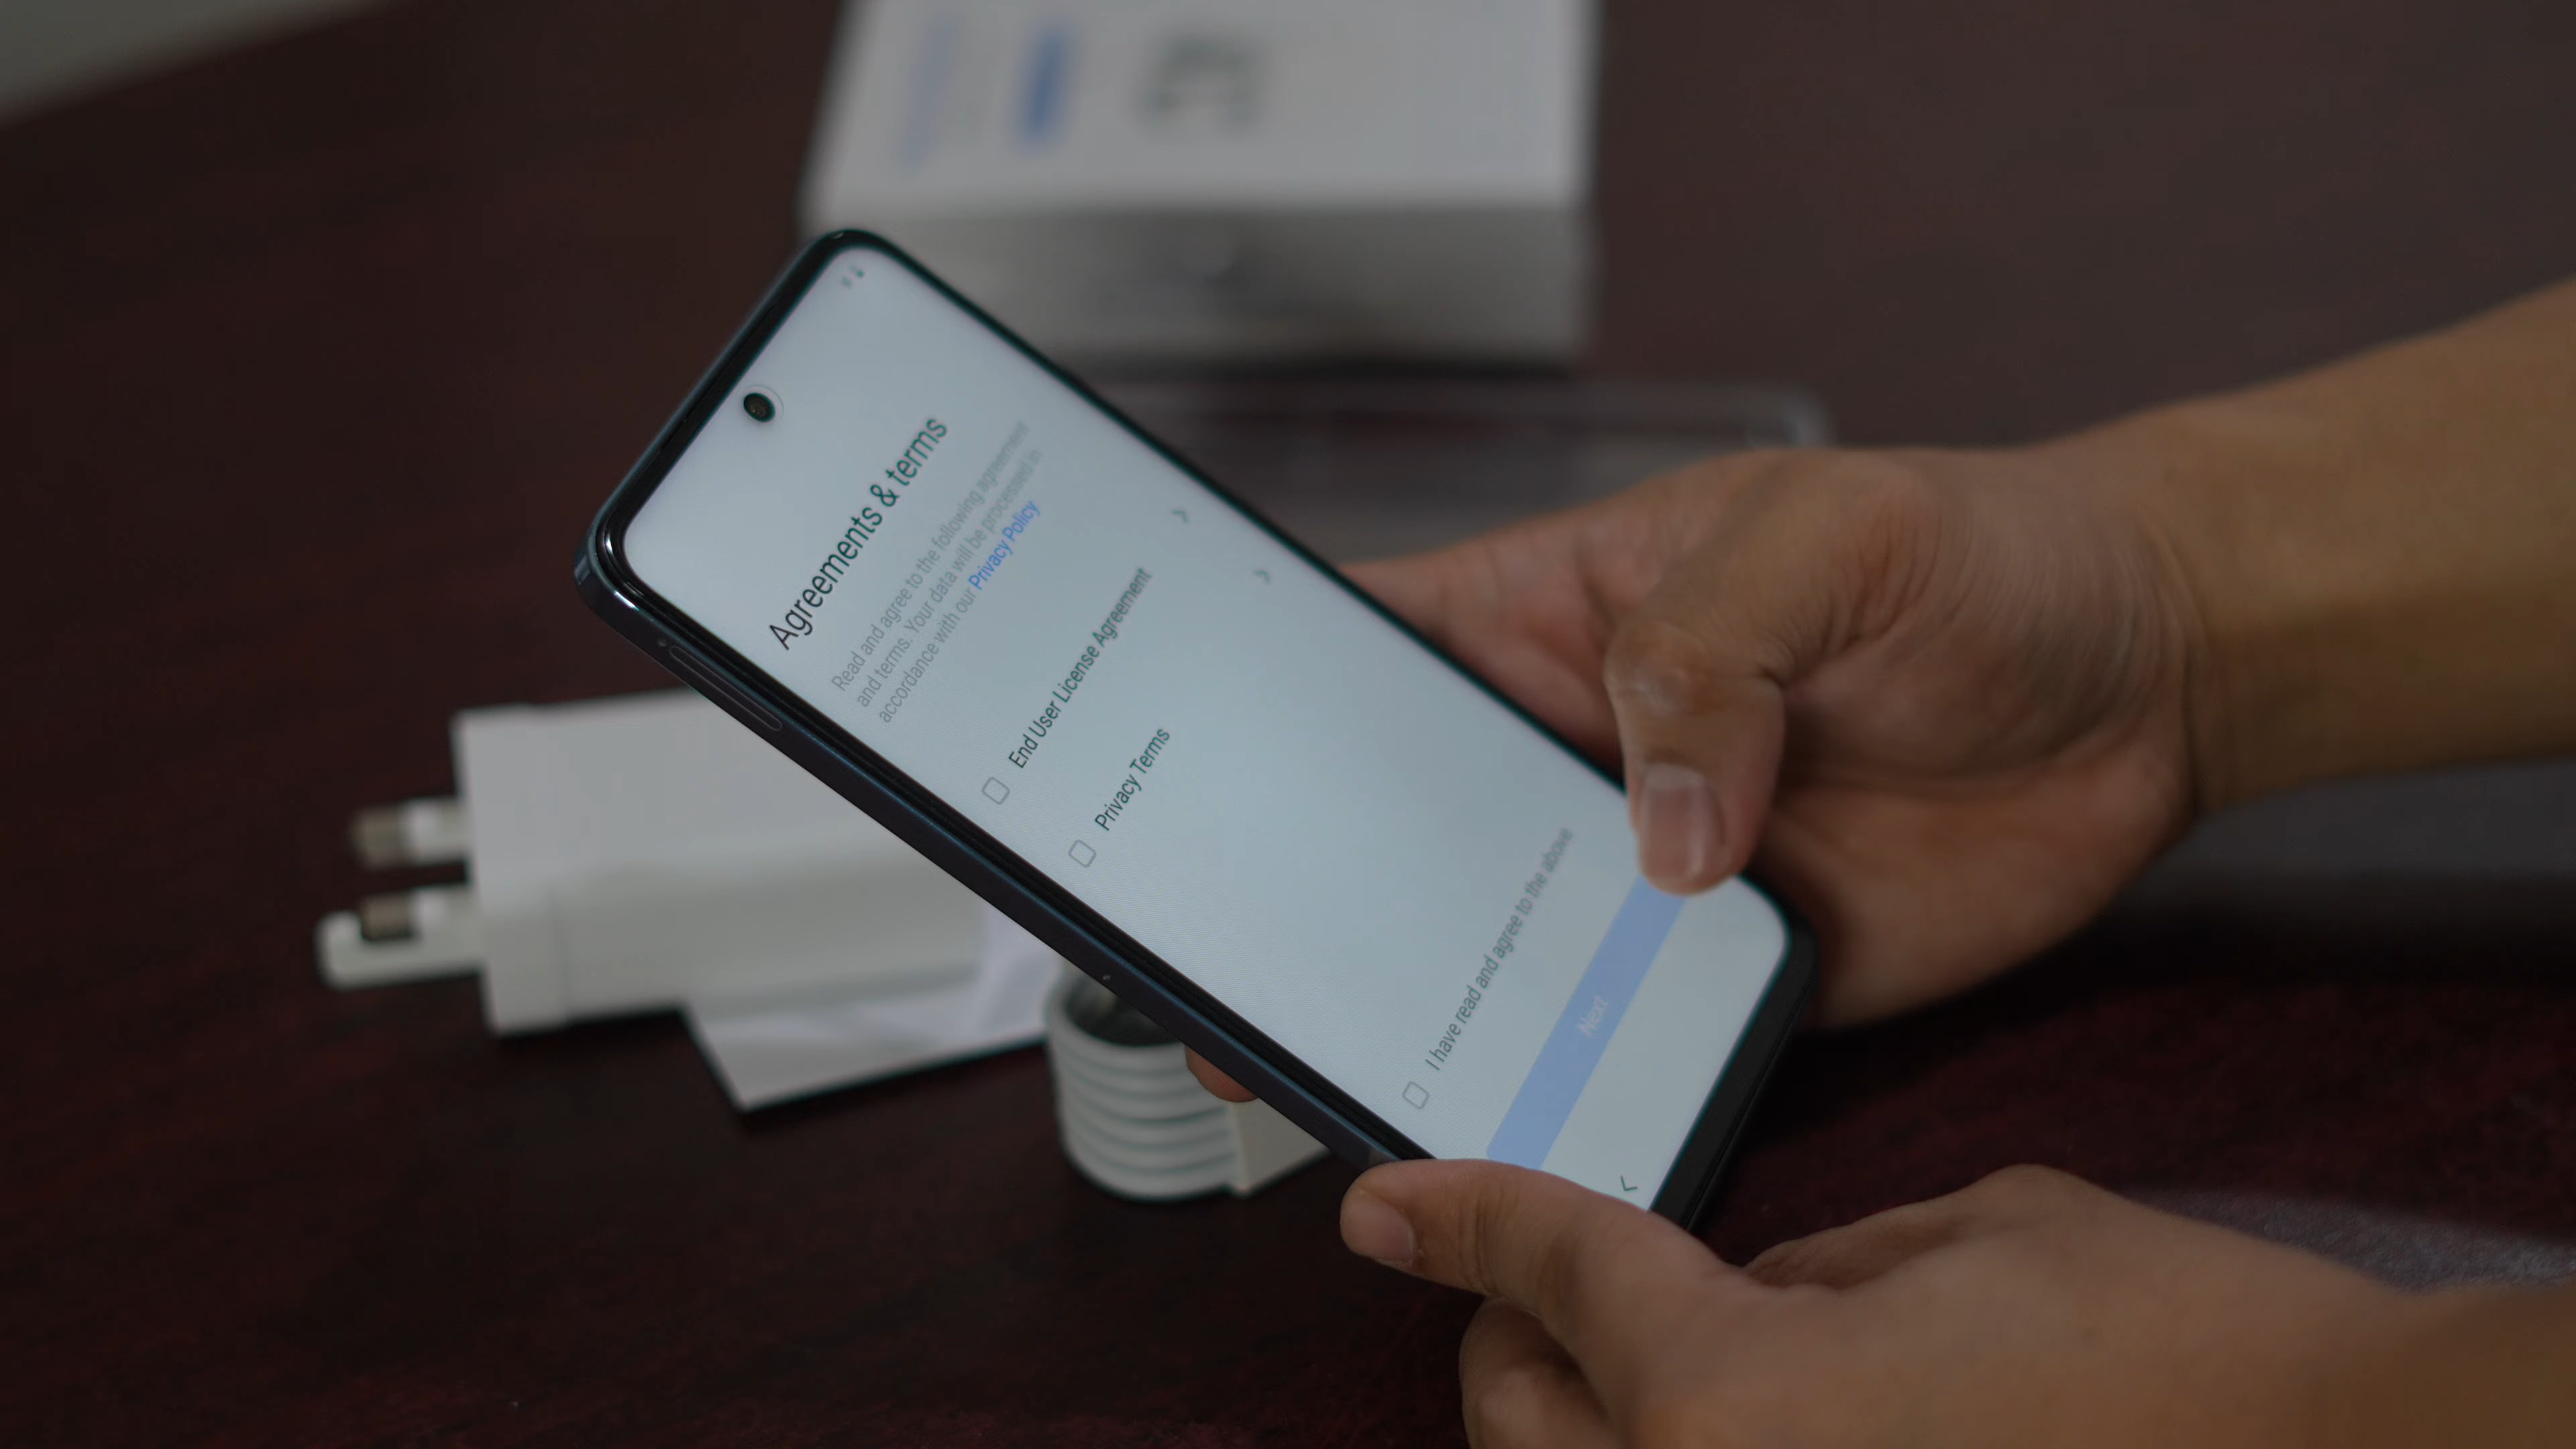 Agreements & terms
Read and agree to the following agreement
and terms. Your data will be processed in
accordance with our Privacy Policy
End User License Agreement
Privacy Terms
I have read and agree to the above
Next